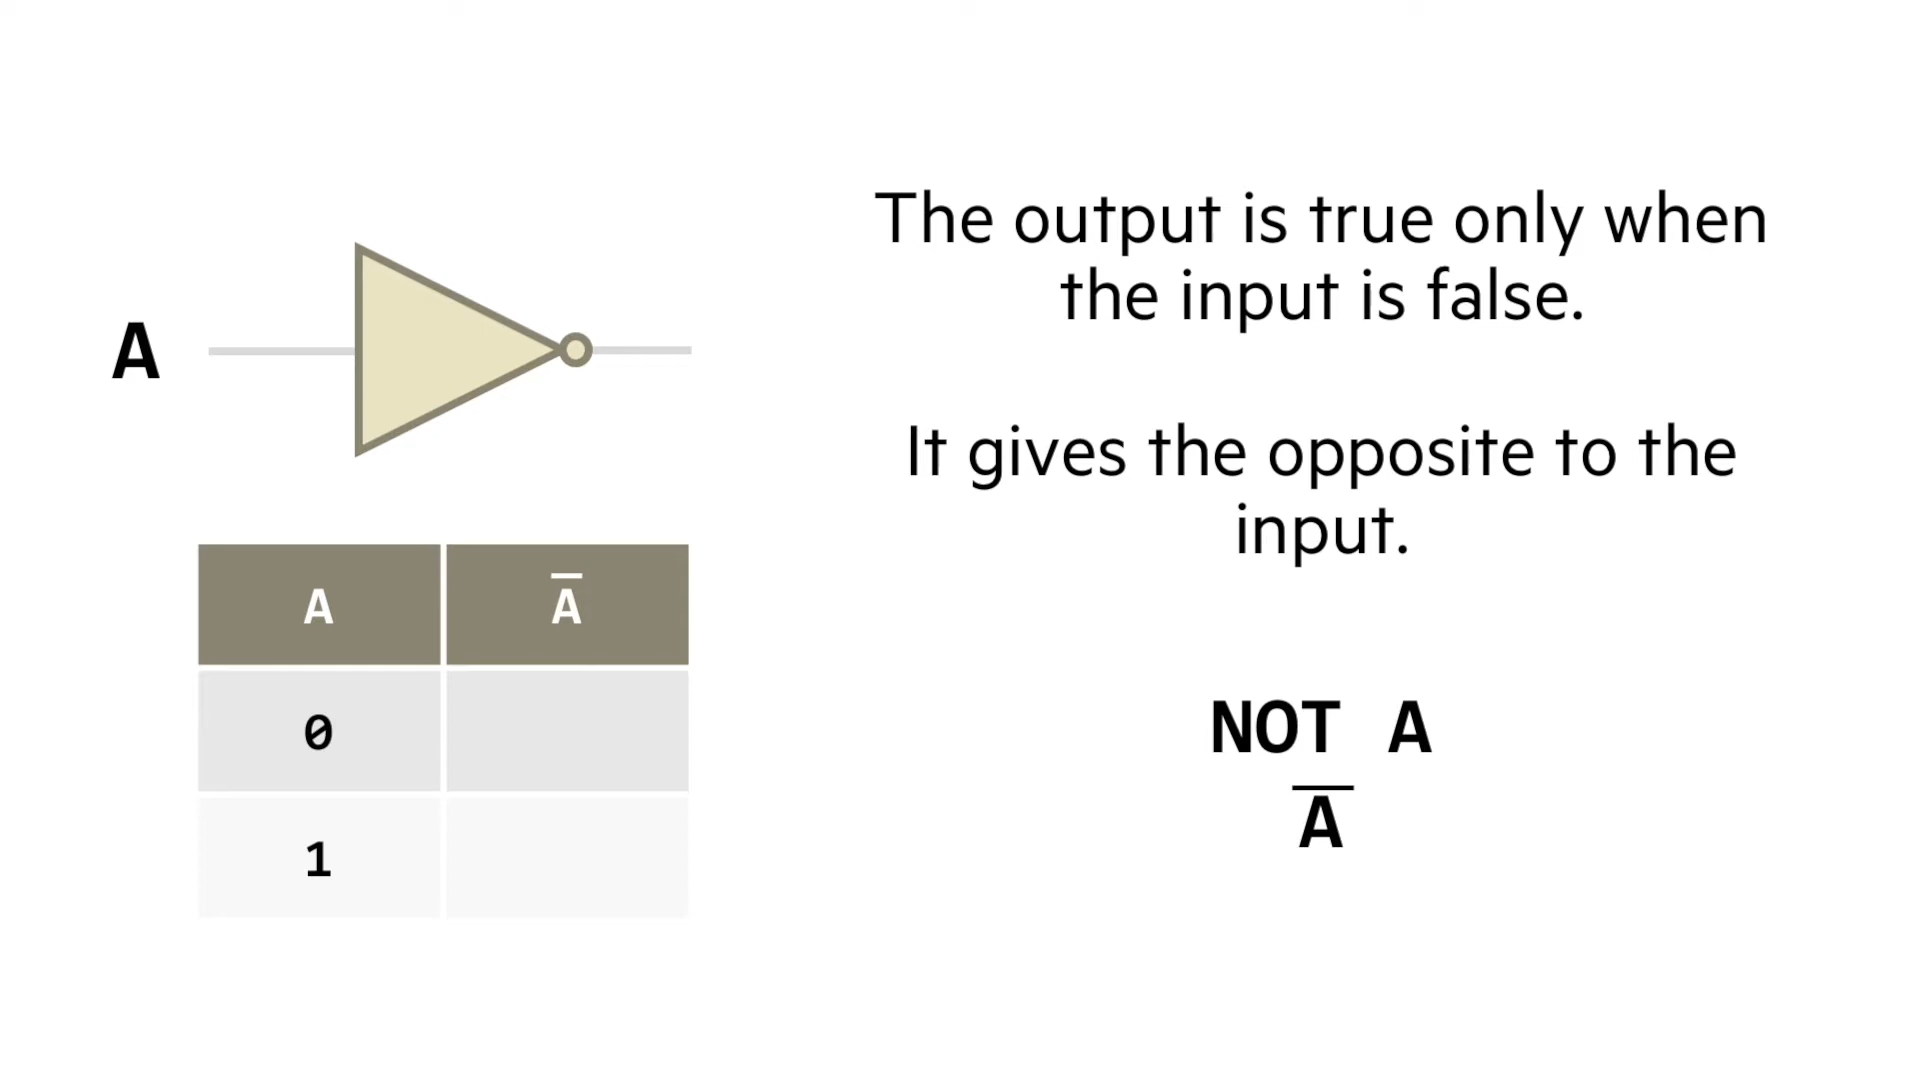 A
The output is true only when
the input is false.
It gives the opposite to the
input.
A A̅
0
1
NOT A
A̅